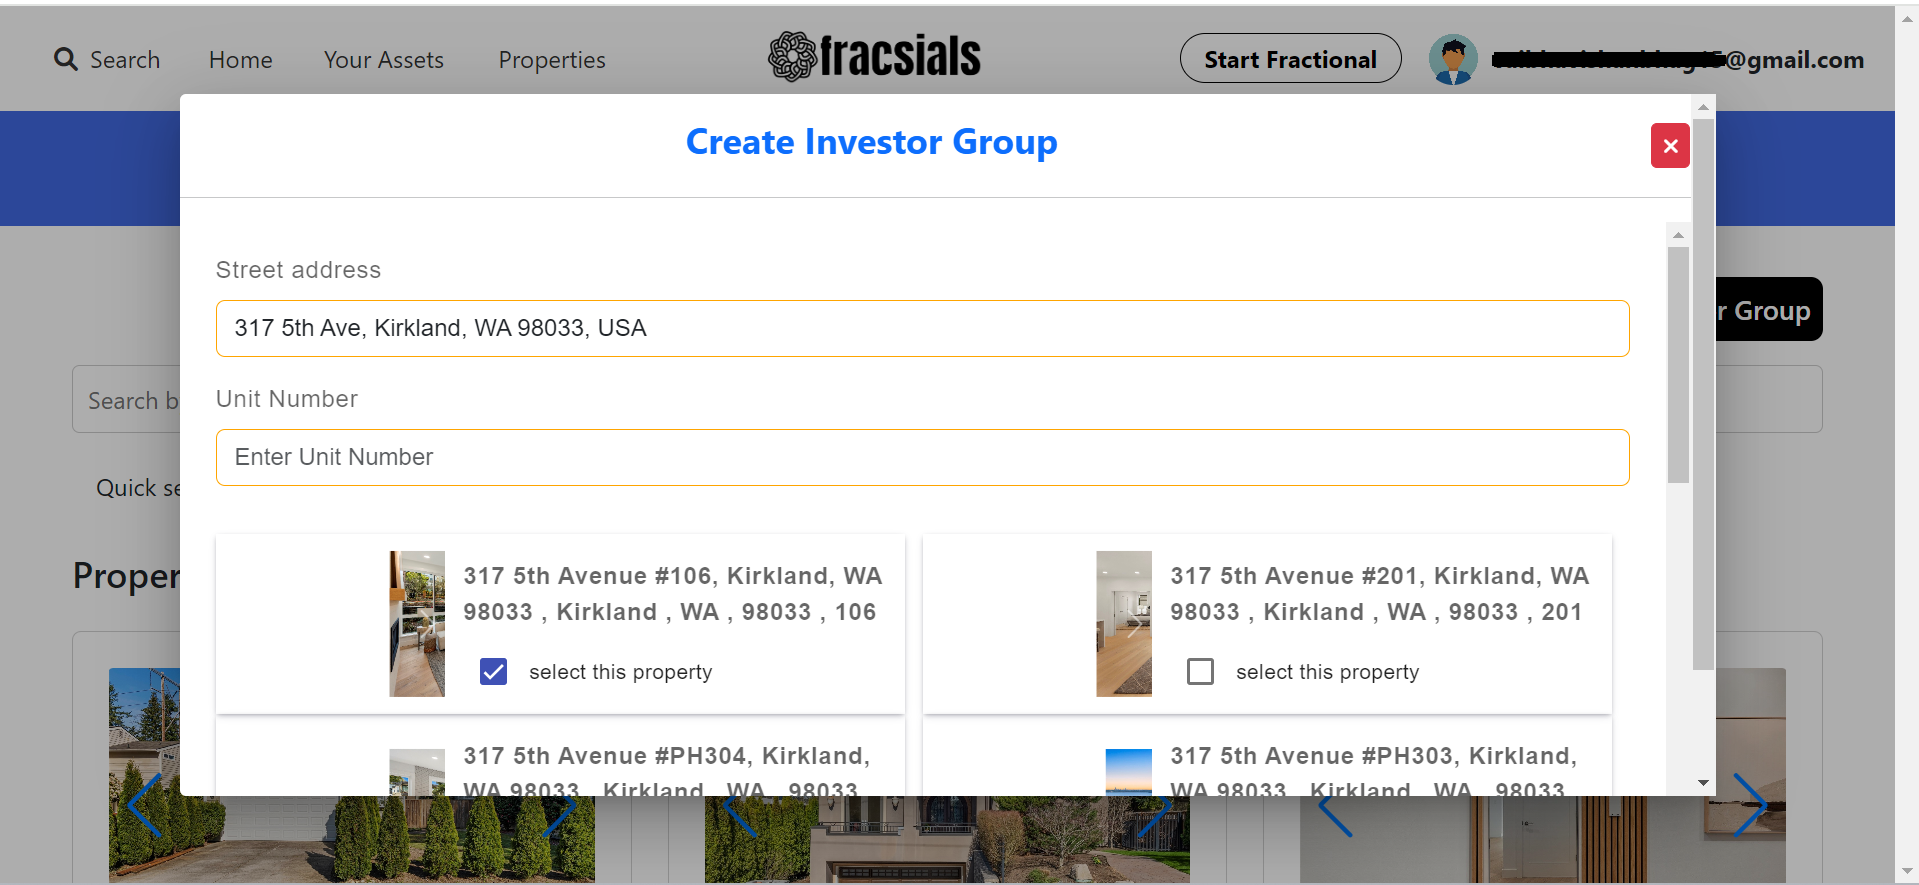 Search Home Your Assets Properties fracsials Start Fractional @gmail.com
Create Investor Group
Street address
317 5th Ave, Kirkland, WA 98033, USA
r Group
Unit Number
Search b
Enter Unit Number
Quick se
Proper
317 5th Avenue #106, Kirkland, WA
98033 , Kirkland , WA , 98033 , 106
select this property
317 5th Avenue #201, Kirkland, WA
98033 , Kirkland , WA , 98033 , 201
select this property
317 5th Avenue #PH304, Kirkland,
WA 98033 , Kirkland , WA , 98033
317 5th Avenue #PH303, Kirkland,
WA 98033 , Kirkland , WA , 98033